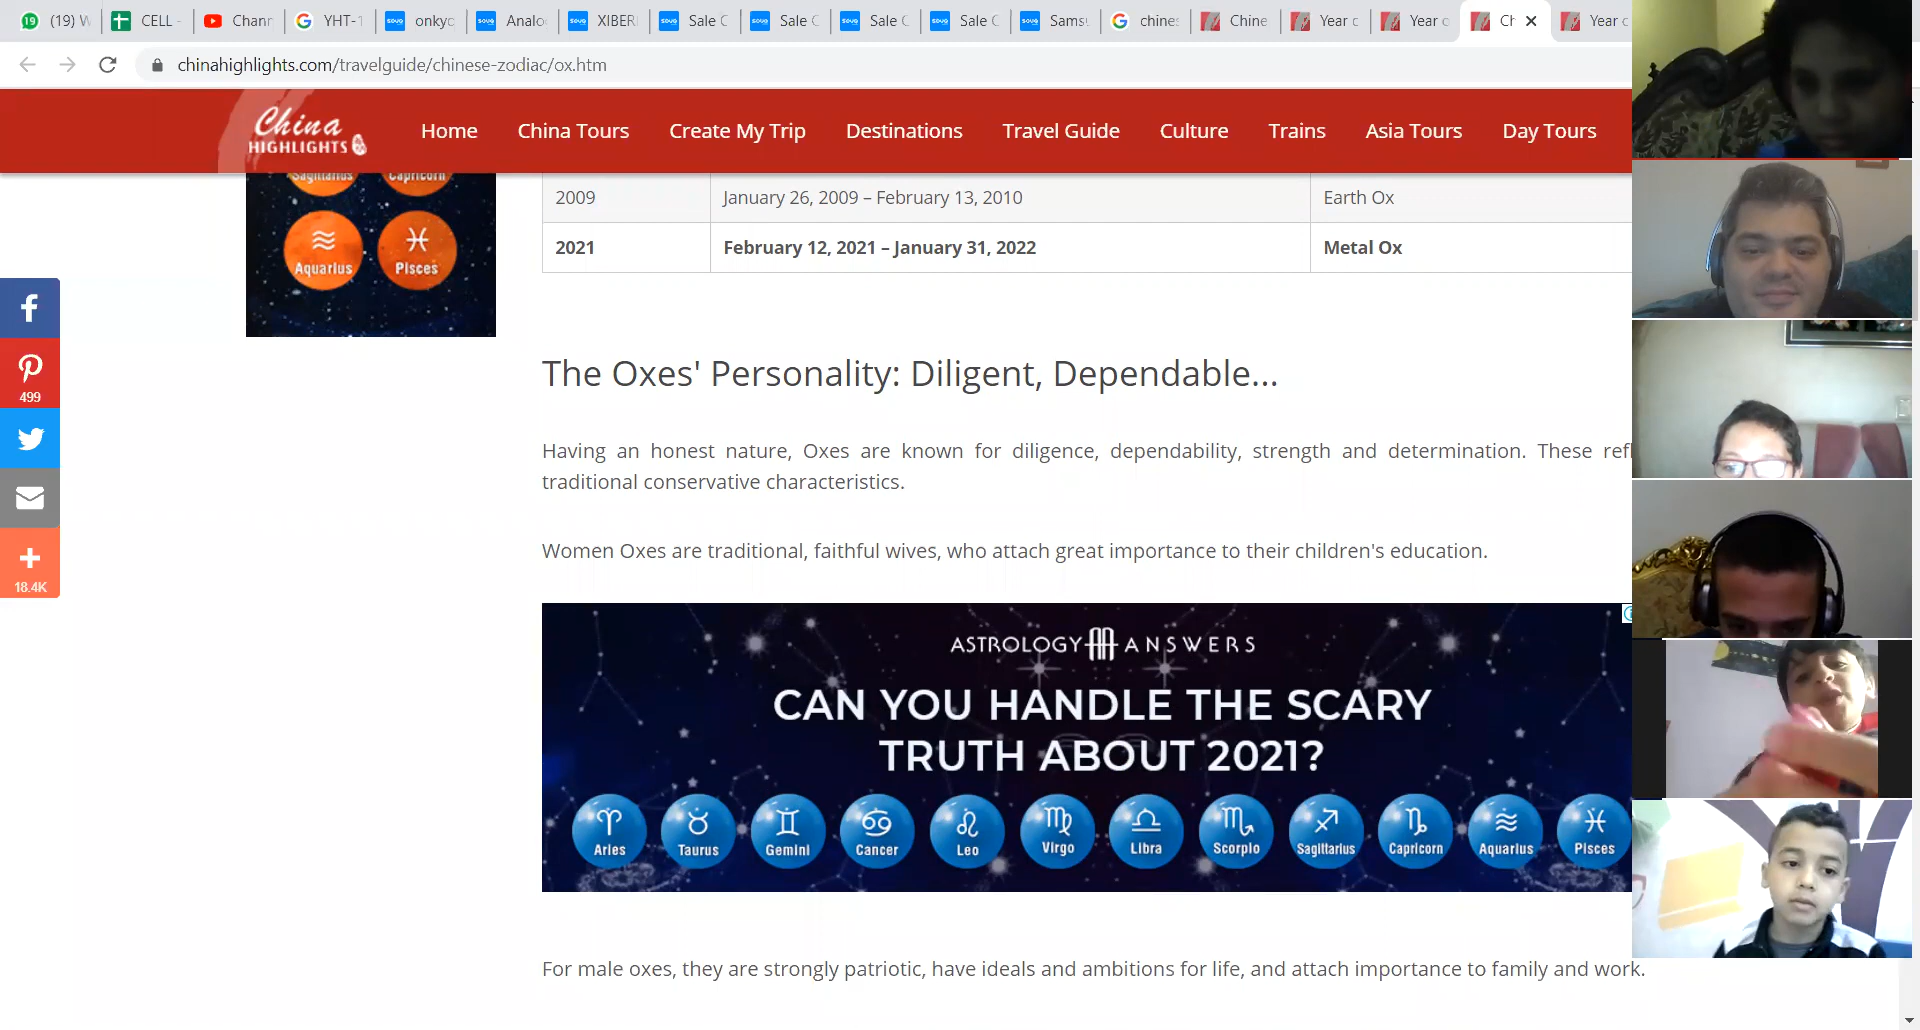 (19) W
CELL -
Chann
YHT-1
onkyo
Analo
XIBER
Sale C
Sale C
Sale C
Sale C
Samsu
chines
Chine
Year o
Year o
Ch
Year o
chinahighlights.com/travelguide/chinese-zodiac/ox.htm
China
HIGHLIGHTS
Home
China Tours
Create My Trip
Destinations
Travel Guide
Culture
Trains
Asia Tours
Day Tours
Sagittarius
Capricorn
Aquarius
Pisces
2009
January 26, 2009 – February 13, 2010
Earth Ox
2021
February 12, 2021 – January 31, 2022
Metal Ox
499
18.4K
The Oxes' Personality: Diligent, Dependable...
Having an honest nature, Oxes are known for diligence, dependability, strength and determination. These refl
traditional conservative characteristics.
Women Oxes are traditional, faithful wives, who attach great importance to their children's education.
ASTROLOGY ANSWERS
CAN YOU HANDLE THE SCARY
TRUTH ABOUT 2021?
Aries
Taurus
Gemini
Cancer
Leo
Virgo
Libra
Scorpio
Sagittarius
Capricorn
Aquarius
Pisces
For male oxes, they are strongly patriotic, have ideals and ambitions for life, and attach importance to family and work.